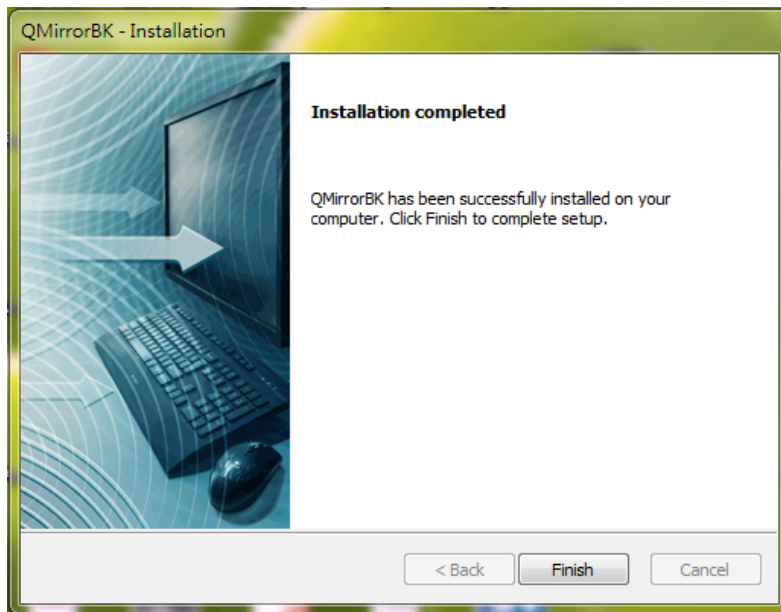 QMirrorBK - Installation
Installation completed
QMirrorBK has been successfully installed on your
computer. Click Finish to complete setup.
< Back
Finish
Cancel